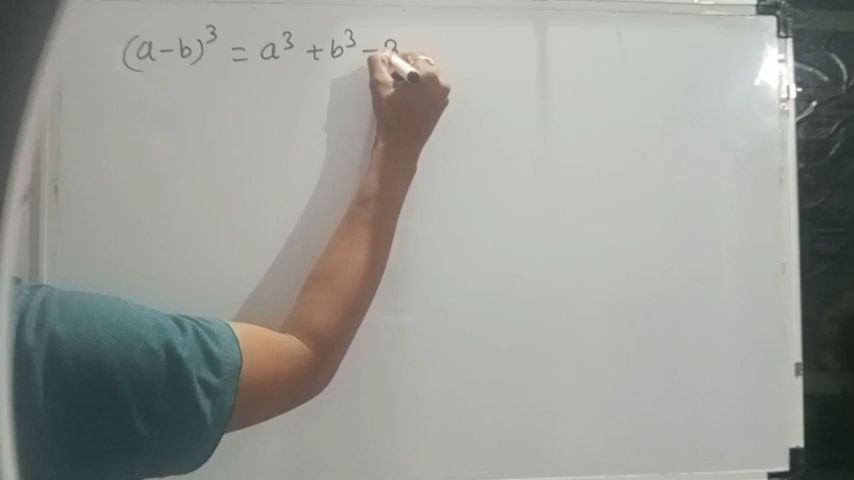 (a-b)³ = a³ + b³ -